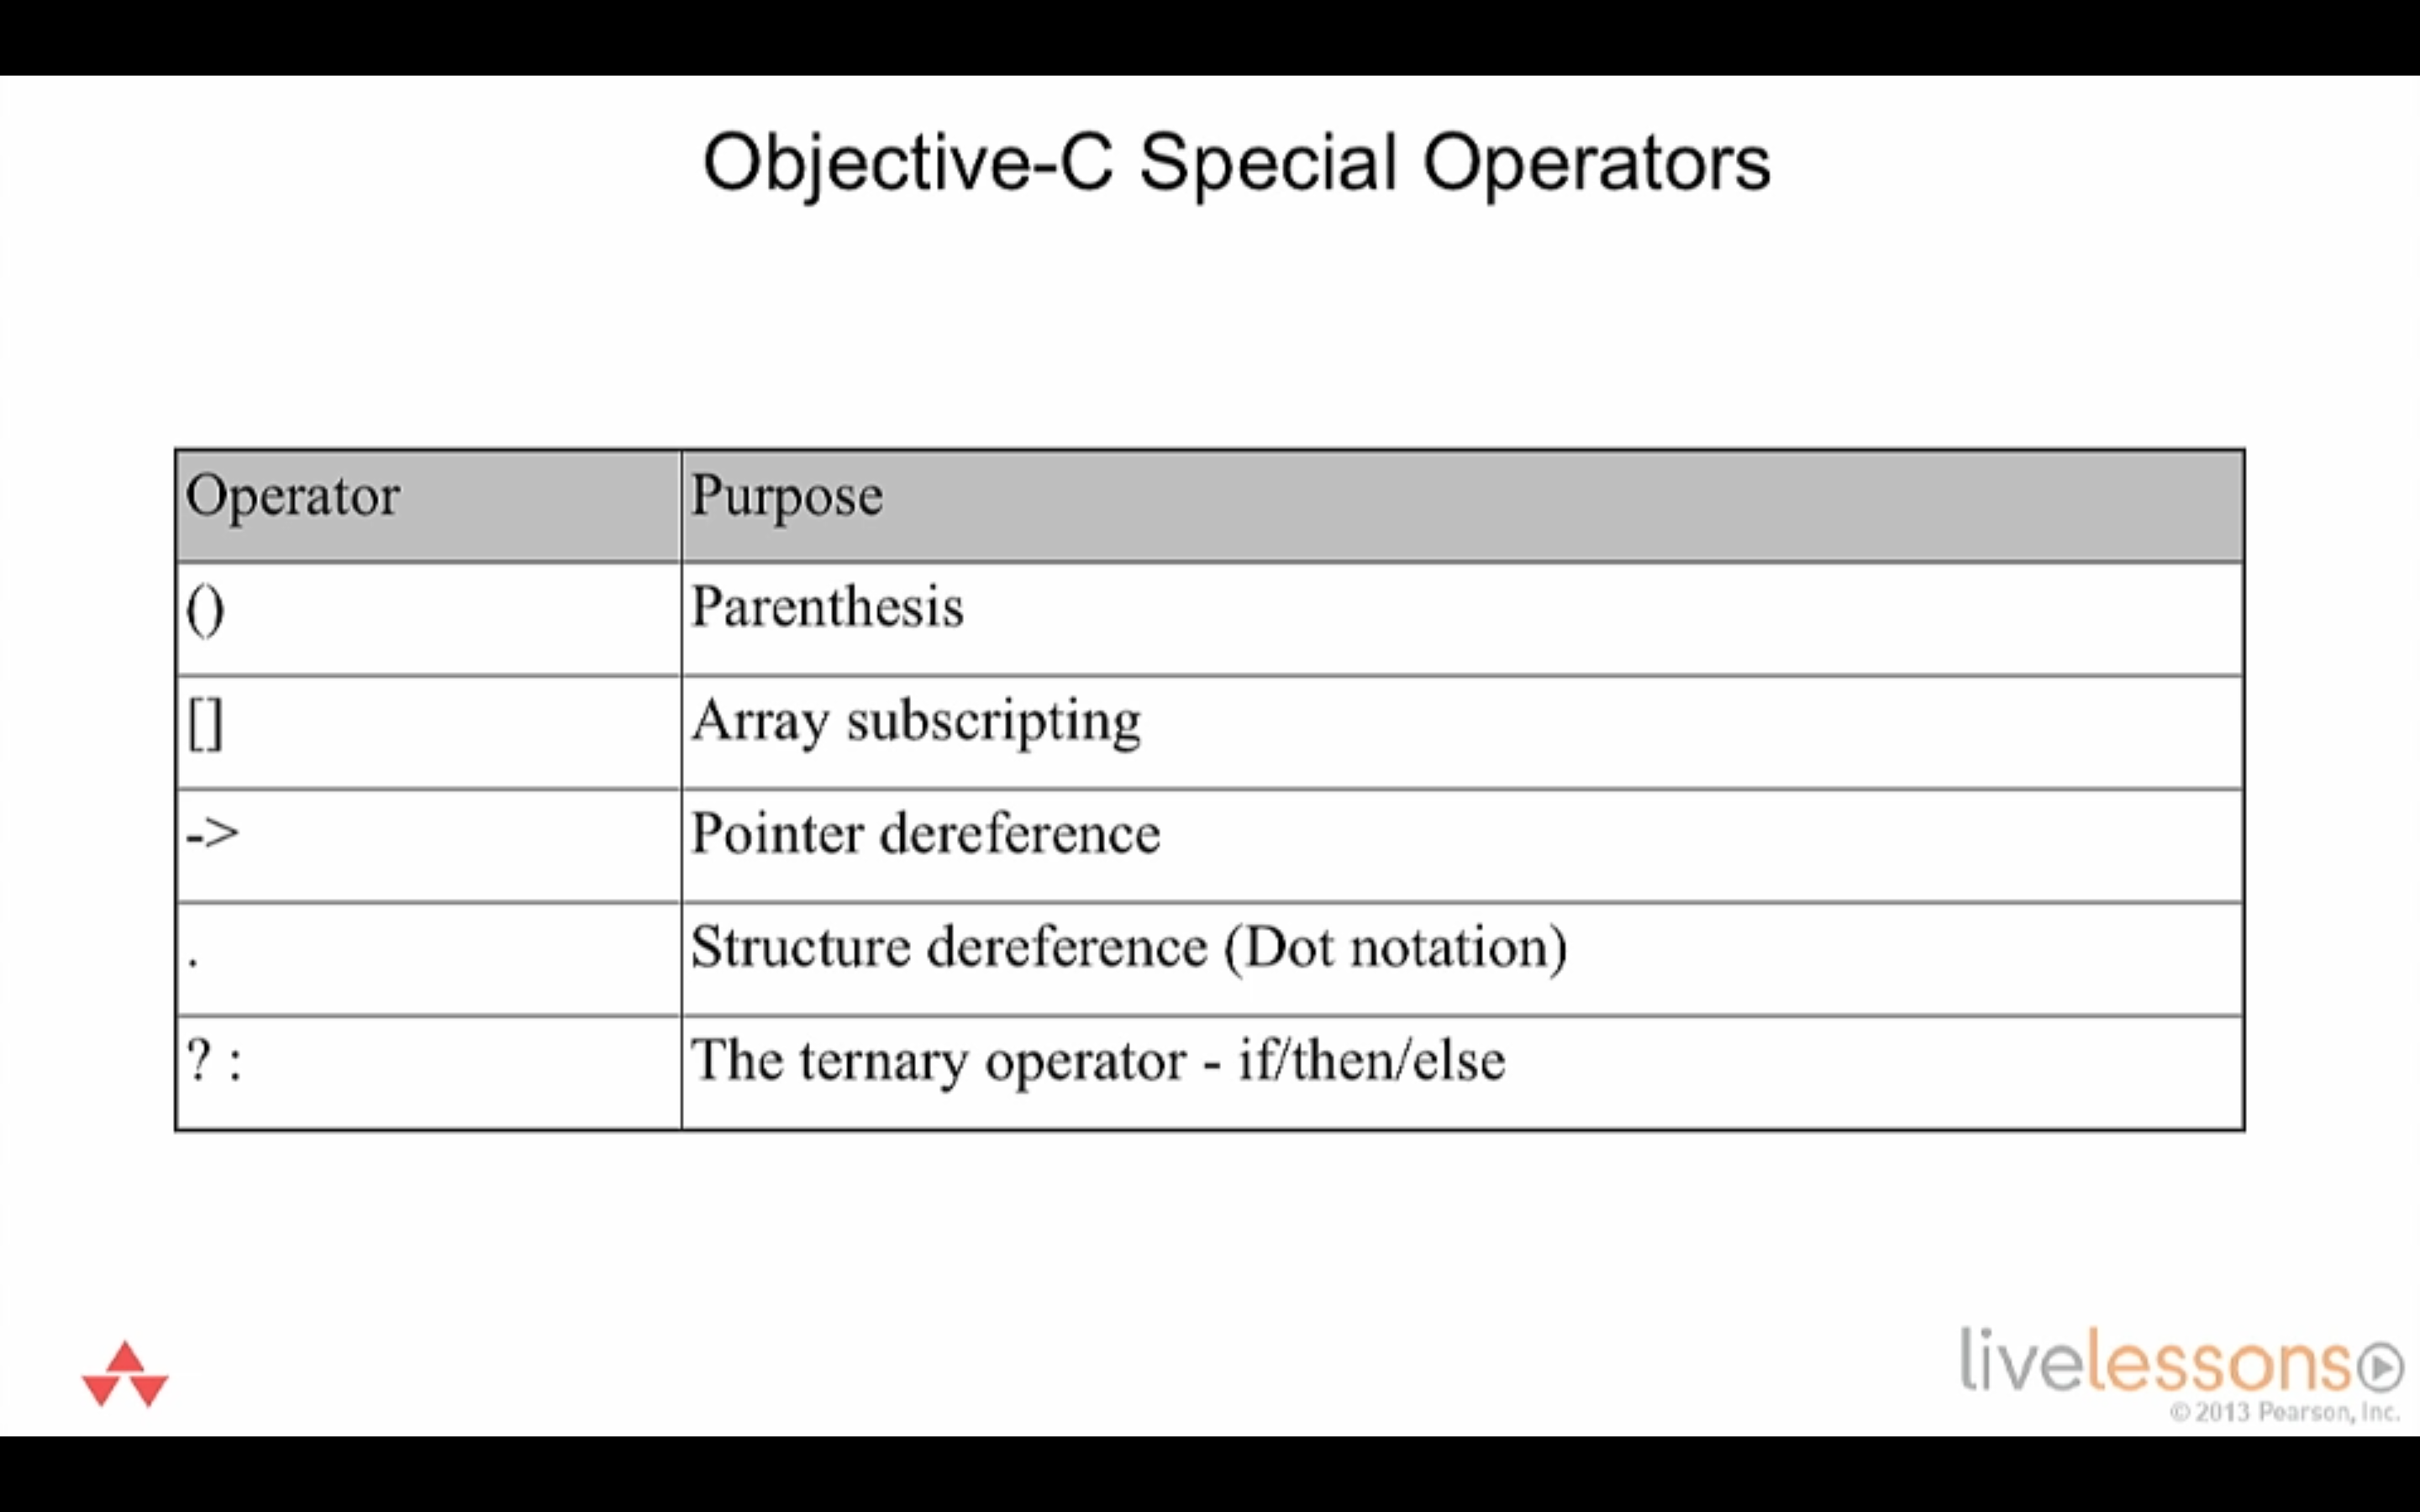 Objective-C Special Operators
Operator Purpose
() Parenthesis
[] Array subscripting
-> Pointer dereference
. Structure dereference (Dot notation)
? : The ternary operator - if/then/else
livelessons
© 2013 Pearson, Inc.